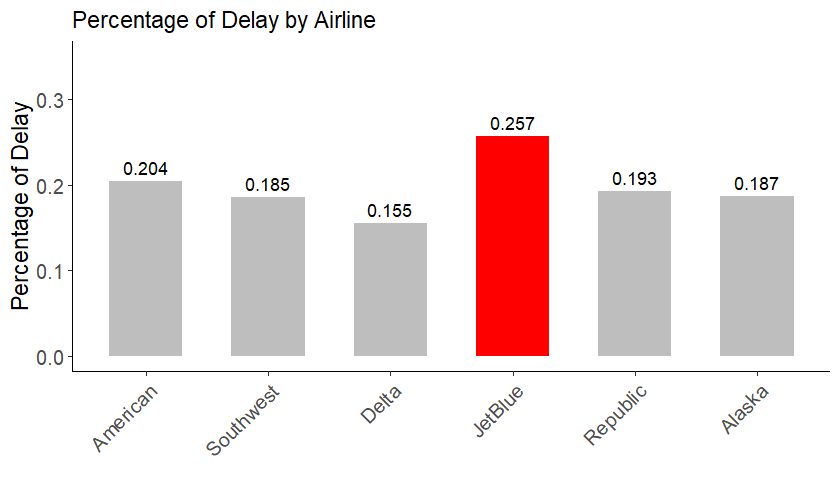 Percentage of Delay by Airline
Percentage of Delay
0.3
0.2
0.1
0.0
0.204
0.185
0.155
0.257
0.193
0.187
American
Southwest
Delta
JetBlue
Republic
Alaska